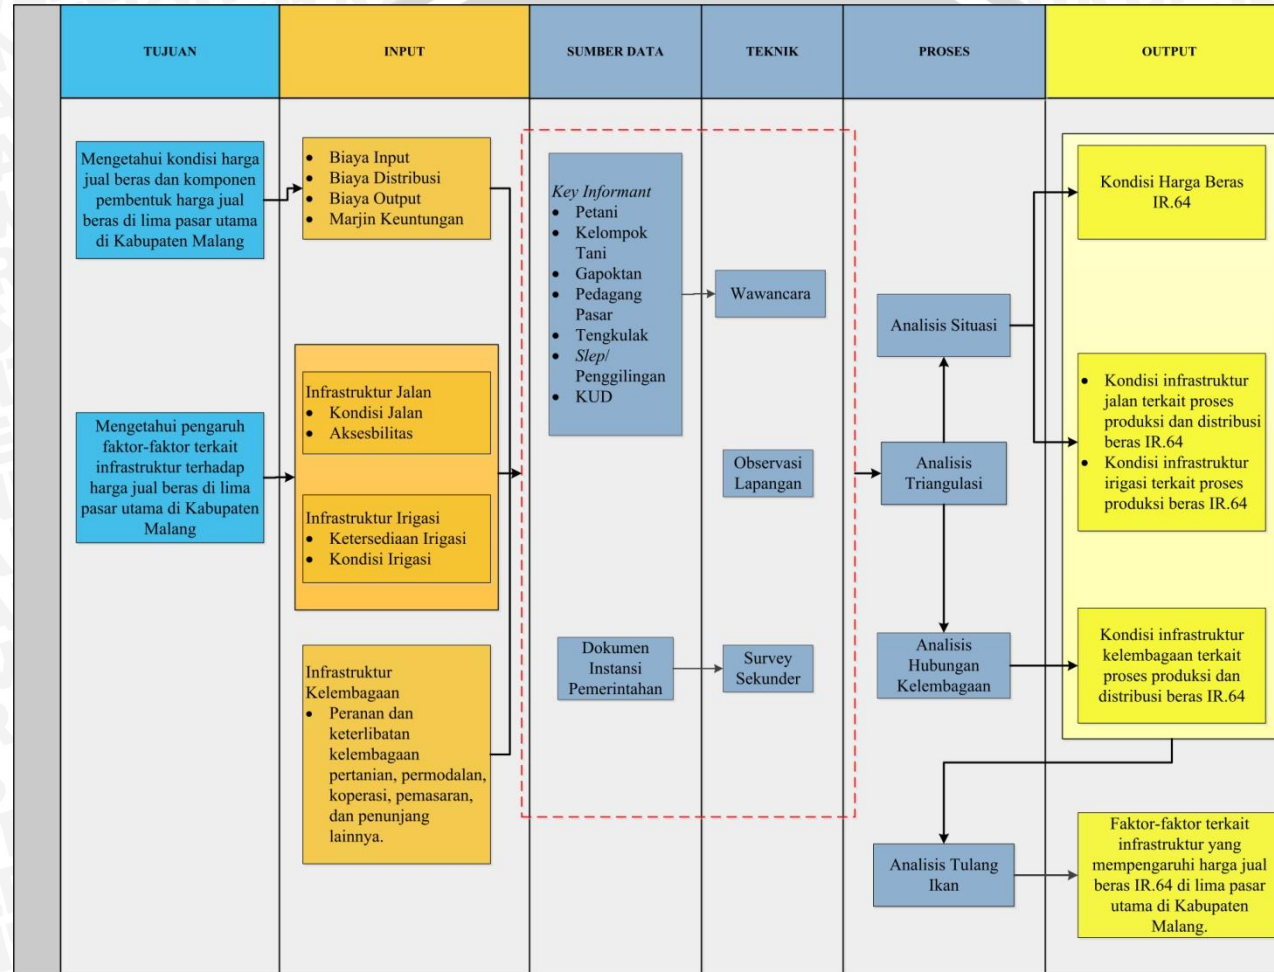 TUJUAN
INPUT
SUMBER DATA
TEKNIK
PROSES
OUTPUT
Mengetahui kondisi harga
jual beras dan komponen
pembentuk harga jual
beras di lima pasar utama
di Kabupaten Malang
Mengetahui pengaruh
faktor-faktor terkait
infrastruktur terhadap
harga jual beras di lima
pasar utama di Kabupaten
Malang
• Biaya Input
• Biaya Distribusi
• Biaya Output
• Marjin Keuntungan
Infrastruktur Jalan
• Kondisi Jalan
• Aksesbilitas
Infrastruktur Irigasi
• Ketersediaan Irigasi
• Kondisi Irigasi
Infrastruktur
Kelembagaan
• Peranan dan
keterlibatan
kelembagaan
pertanian, permodalan,
koperasi, pemasaran,
dan penunjang
lainnya.
Key Informant
• Petani
• Kelompok
Tani
• Gapoktan
• Pedagang
Pasar
• Tengkulak
• Slep/
Penggilingan
• KUD
Dokumen
Instansi
Pemerintahan
Wawancara
Observasi
Lapangan
Survey
Sekunder
Analisis Situasi
Analisis
Triangulasi
Analisis
Hubungan
Kelembagaan
Analisis Tulang
Ikan
Kondisi Harga Beras
IR.64
• Kondisi infrastruktur
jalan terkait proses
produksi dan distribusi
beras IR.64
• Kondisi infrastruktur
irigasi terkait proses
produksi beras IR.64
Kondisi infrastruktur
kelembagaan terkait
proses produksi dan
distribusi beras IR.64
Faktor-faktor terkait
infrastruktur yang
mempengaruhi harga jual
beras IR.64 di lima pasar
utama di Kabupaten
Malang.